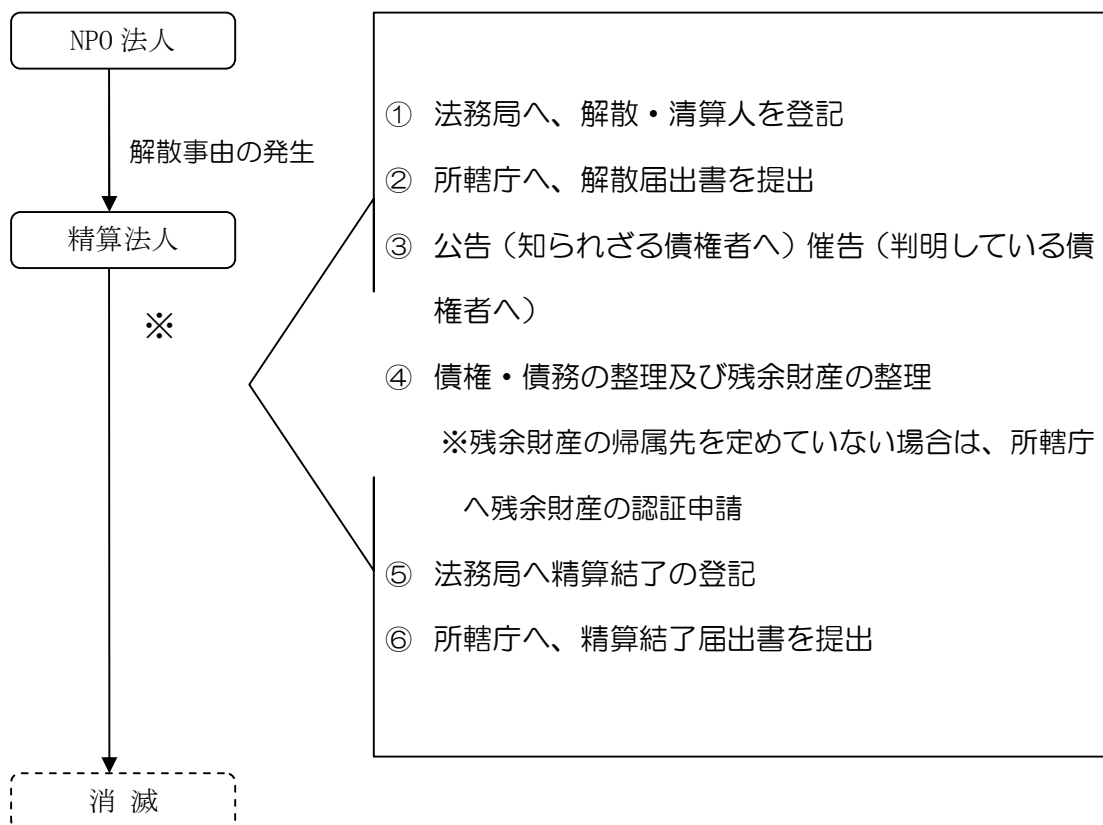 NPO 法人
解散事由の発生
精算法人
※
消 滅
① 法務局へ、解散・清算人を登記
② 所轄庁へ、解散届出書を提出
③ 公告（知られざる債権者へ）催告（判明している債
権者へ）
④ 債権・債務の整理及び残余財産の整理
※残余財産の帰属先を定めていない場合は、所轄庁
へ残余財産の認証申請
⑤ 法務局へ精算結了の登記
⑥ 所轄庁へ、精算結了届出書を提出